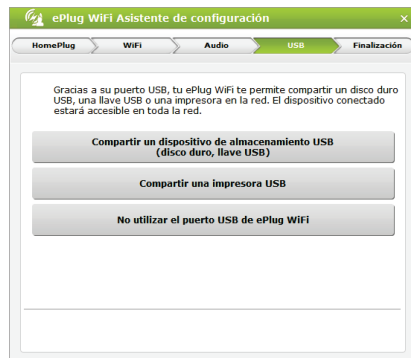 ePlug WiFi Asistente de configuración
HomePlug WiFi Audio USB Finalización
Gracias a su puerto USB, tu ePlug WiFi te permite compartir un disco duro
USB, una llave USB o una impresora en la red. El dispositivo conectado
estará accesible en toda la red.
Compartir un dispositivo de almacenamiento USB
(disco duro, llave USB)
Compartir una impresora USB
No utilizar el puerto USB de ePlug WiFi